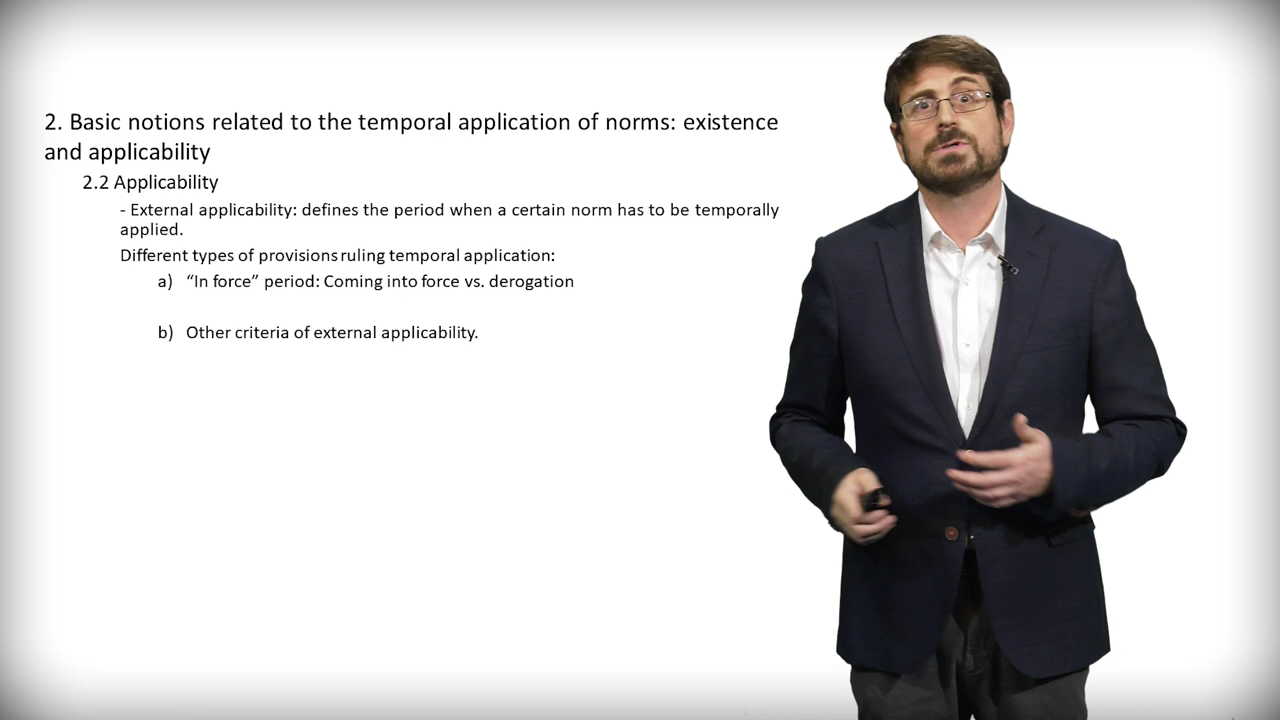 2. Basic notions related to the temporal application of norms: existence
and applicability
2.2 Applicability
- External applicability: defines the period when a certain norm has to be temporally
applied.
Different types of provisions ruling temporal application:
a) “In force” period: Coming into force vs. derogation
b) Other criteria of external applicability.